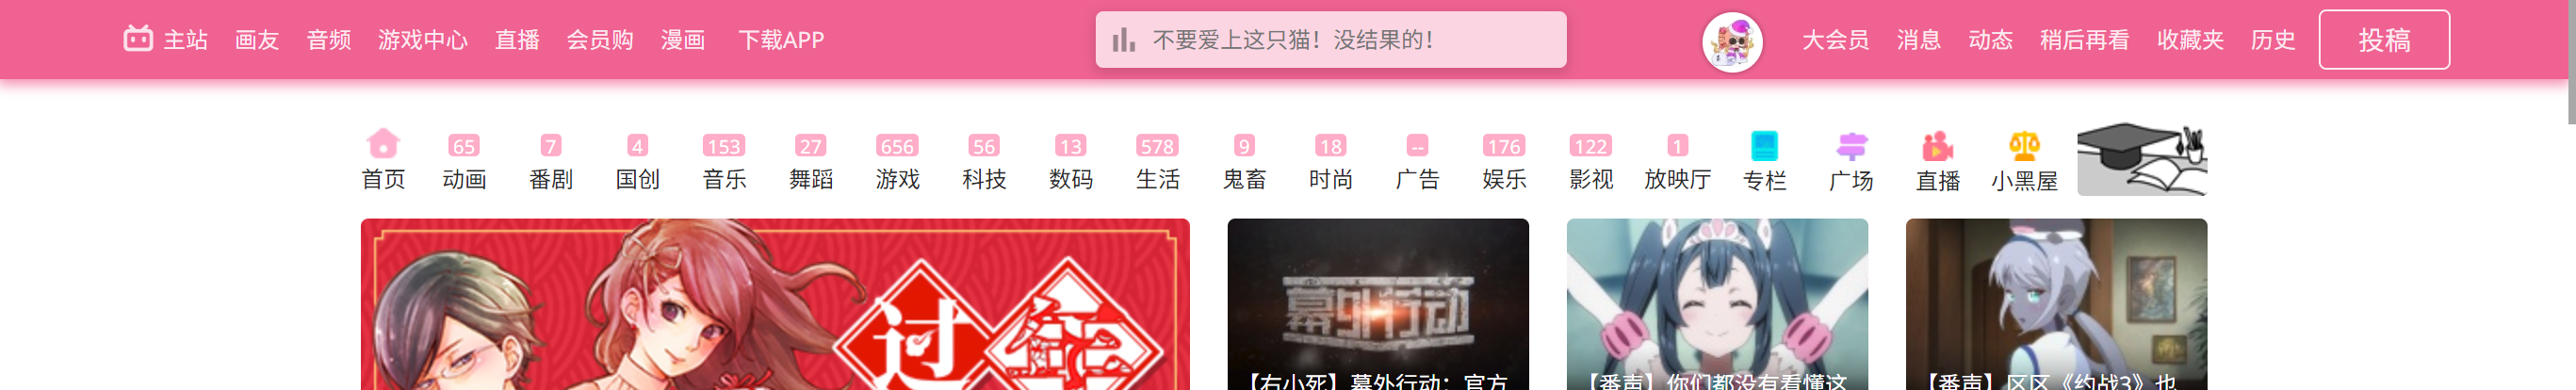 主站 画友 音频 游戏中心 直播 会员购 漫画 下载APP 不要爱上这只猫！没结果的！ 大会员 消息 动态 稍后再看 收藏夹 历史 投稿
65 7 4 153 27 656 56 13 578 9 18 -- 176 122 1
首页 动画 番剧 国创 音乐 舞蹈 游戏 科技 数码 生活 鬼畜 时尚 广告 娱乐 影视 放映厅 专栏 广场 直播 小黑屋
过年
幕外行动
【右小死】幕外行动：官方
【番声】你们都没有看懂这
【番声】区区《约战3》也